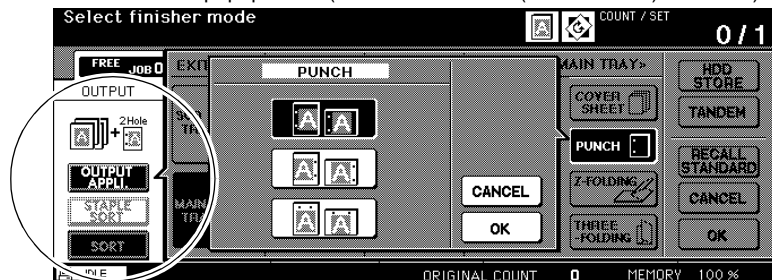 Select finisher mode
COUNT / SET
0 / 1
FREE JOB 0
OUTPUT
2Hole
OUTPUT
APPLI.
STAPLE
SORT
SORT
EXIT
MAIN
PUNCH
CANCEL
OK
MAIN TRAY»
COVER
SHEET
PUNCH
Z-FOLDING
THREE
-FOLDING
HDD
STORE
TANDEM
RECALL
STANDARD
CANCEL
OK
IDLE
ORIGINAL COUNT 0 MEMORY 100 %